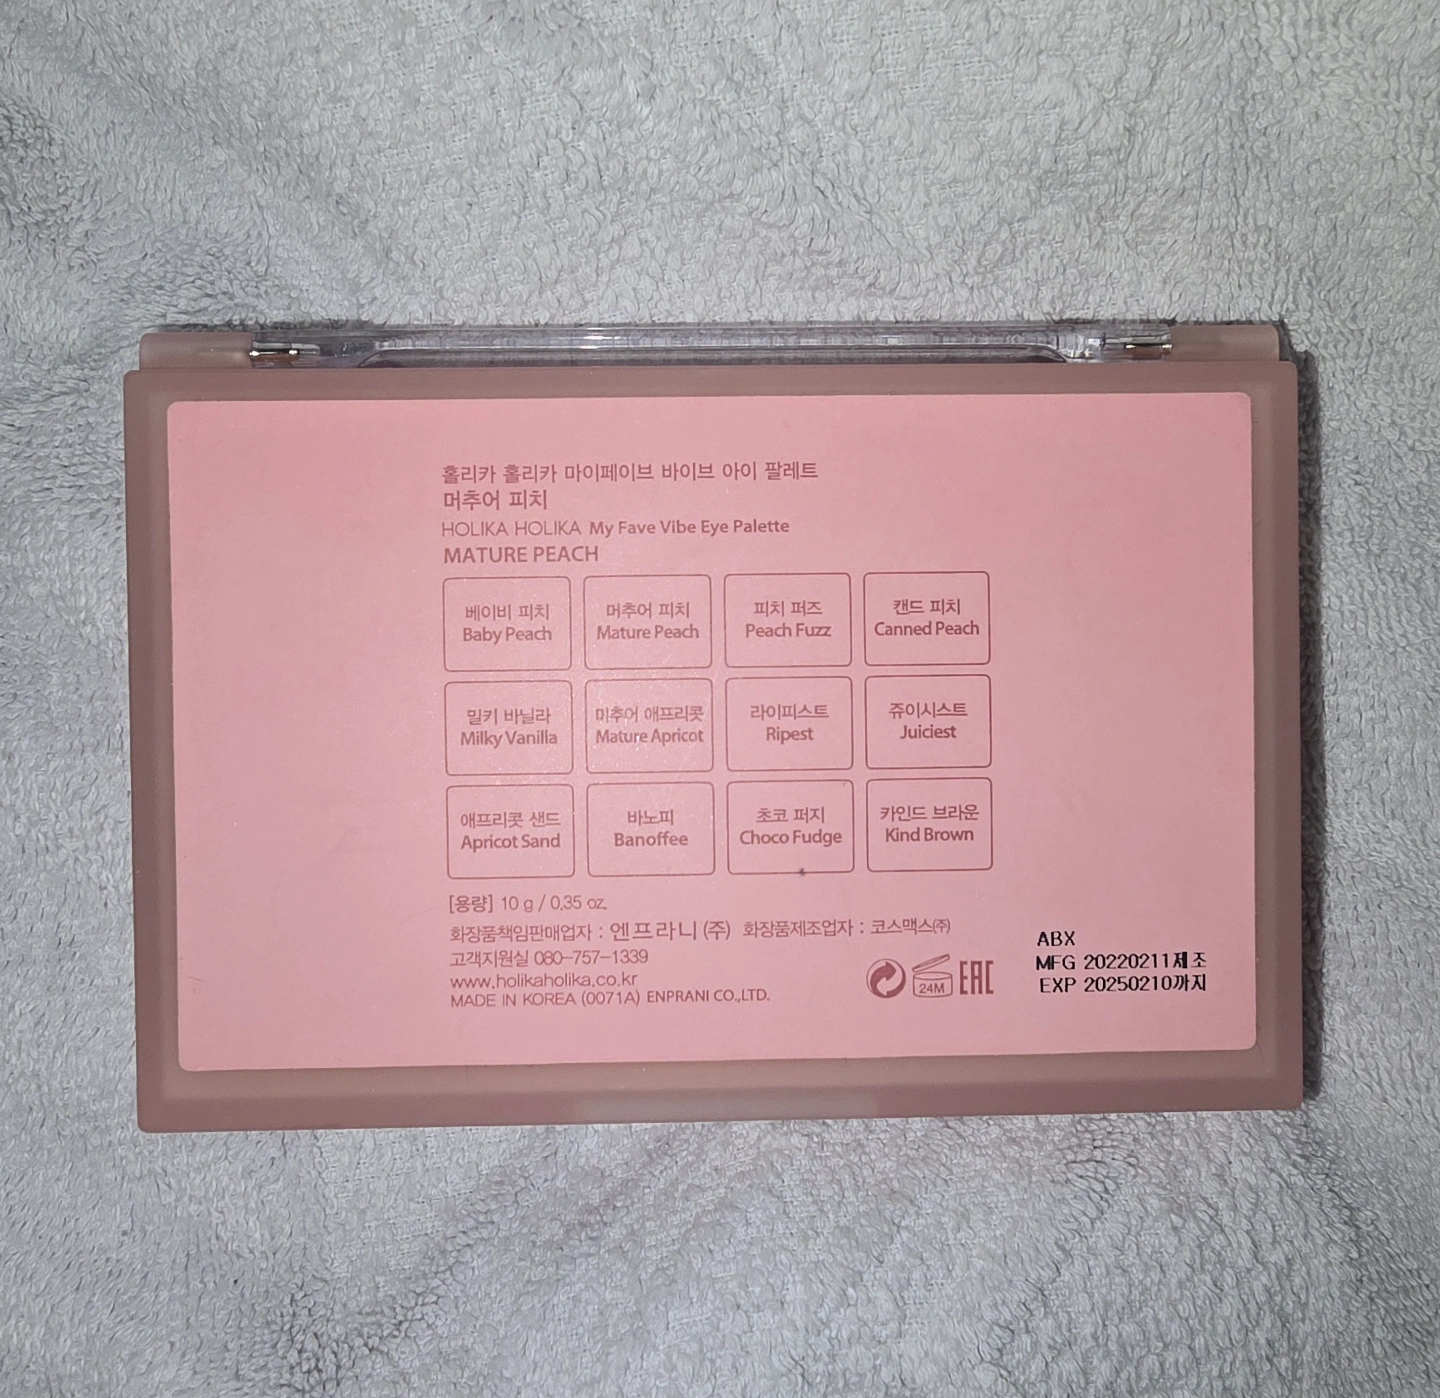 홀리카 홀리카 마이페이브 바이브 아이 팔레트
머추어 피치
HOLIKA HOLIKA My Fave Vibe Eye Palette
MATURE PEACH
베이비 피치
Baby Peach
머추어 피치
Mature Peach
피치 퍼즈
Peach Fuzz
캔드 피치
Canned Peach
밀키 바닐라
Milky Vanilla
머추어 애프리콧
Mature Apricot
라이피스트
Ripest
쥬이시스트
Juiciest
애프리콧 샌드
Apricot Sand
바노피
Banoffee
초코 퍼지
Choco Fudge
카인드 브라운
Kind Brown
[용량] 10 g / 0.35 oz.
화장품책임판매업자 : 엔프라니 (주) 화장품제조업자 : 코스맥스㈜
고객지원실 080-757-1339
www.holikaholika.co.kr
MADE IN KOREA (0071A) ENPRANI CO.,LTD.
24M
EAC
ABX
MFG 20220211제조
EXP 20250210까지